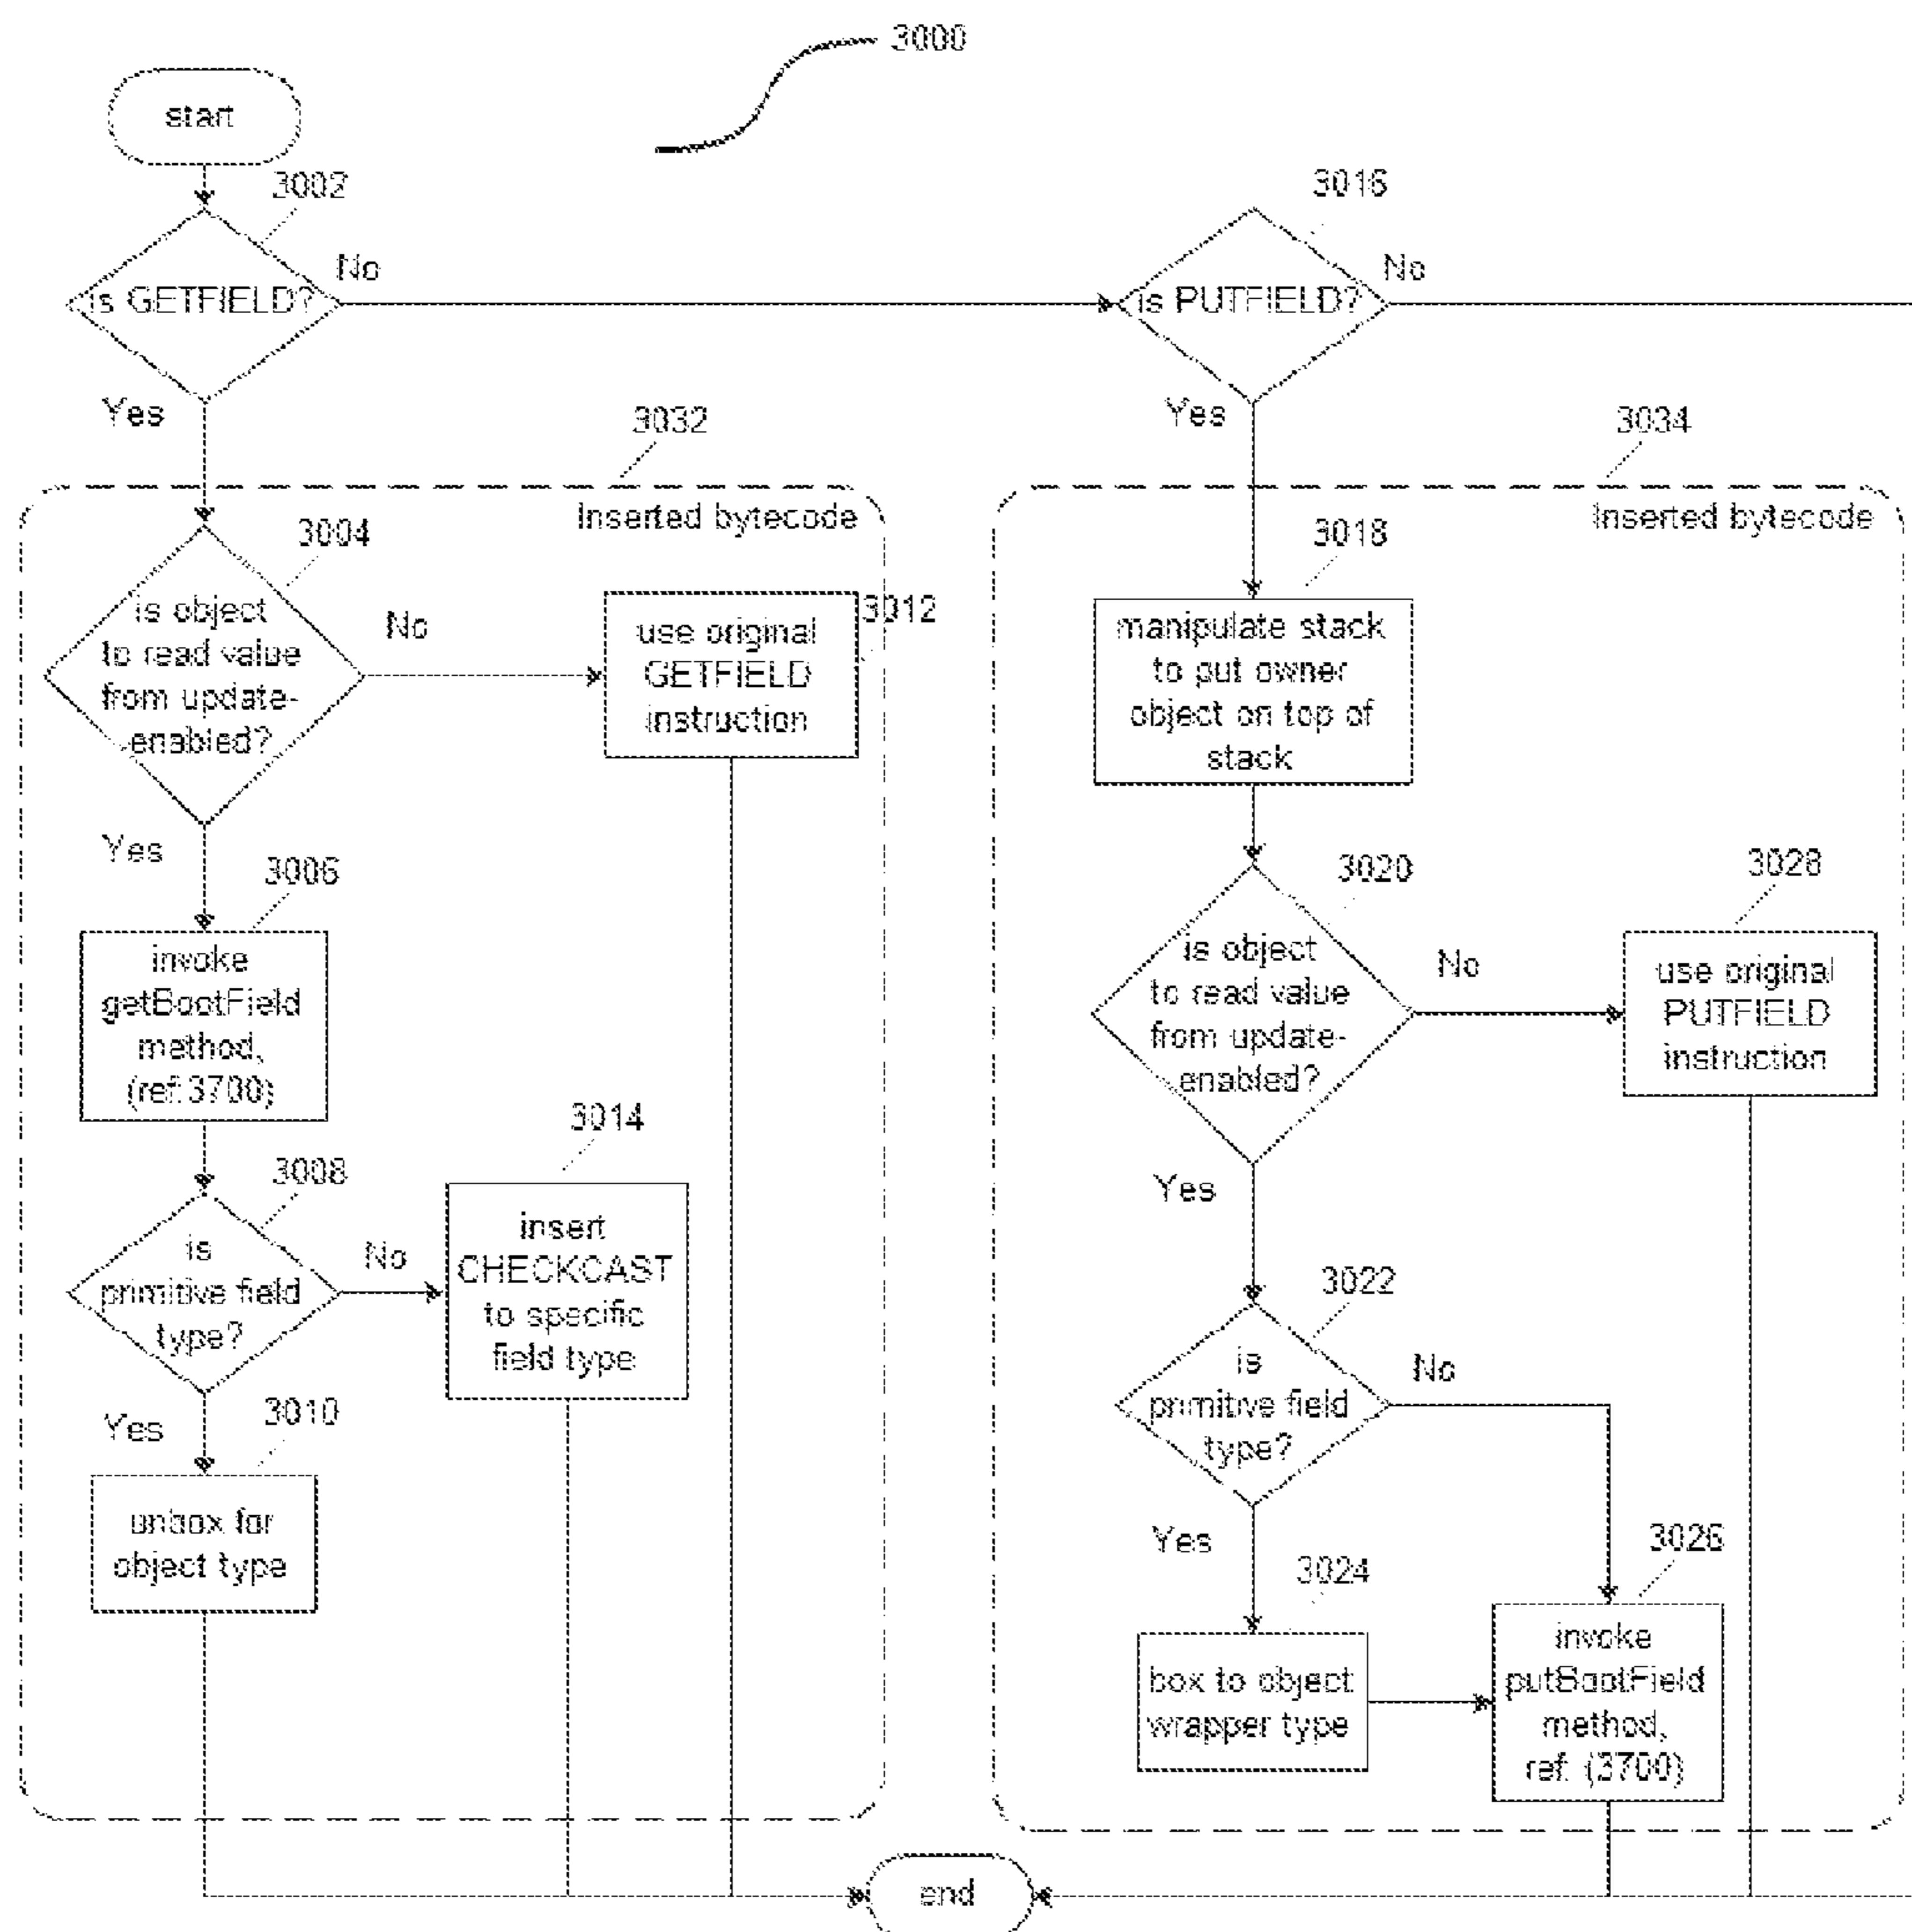 3000
start
3002
is GETFIELD?
No
Yes
3016
is PUTFIELD?
No
Yes
3032
Inserted bytecode
3004
is object
to read value
from update-
enabled?
No
Yes
use original
GETFIELD
instruction
3012
3006
invoke
getBootField
method,
(ref:3700)
3008
is
primitive field
type?
No
Yes
3014
insert
CHECKCAST
to specific
field type
3010
unbox for
object type
3034
Inserted bytecode
3018
manipulate stack
to put owner
object on top of
stack
3020
is object
to read value
from update-
enabled?
No
Yes
3028
use original
PUTFIELD
instruction
3022
is
primitive field
type?
No
Yes
3024
box to object
wrapper type
3026
invoke
putBootField
method,
ref: (3700)
end